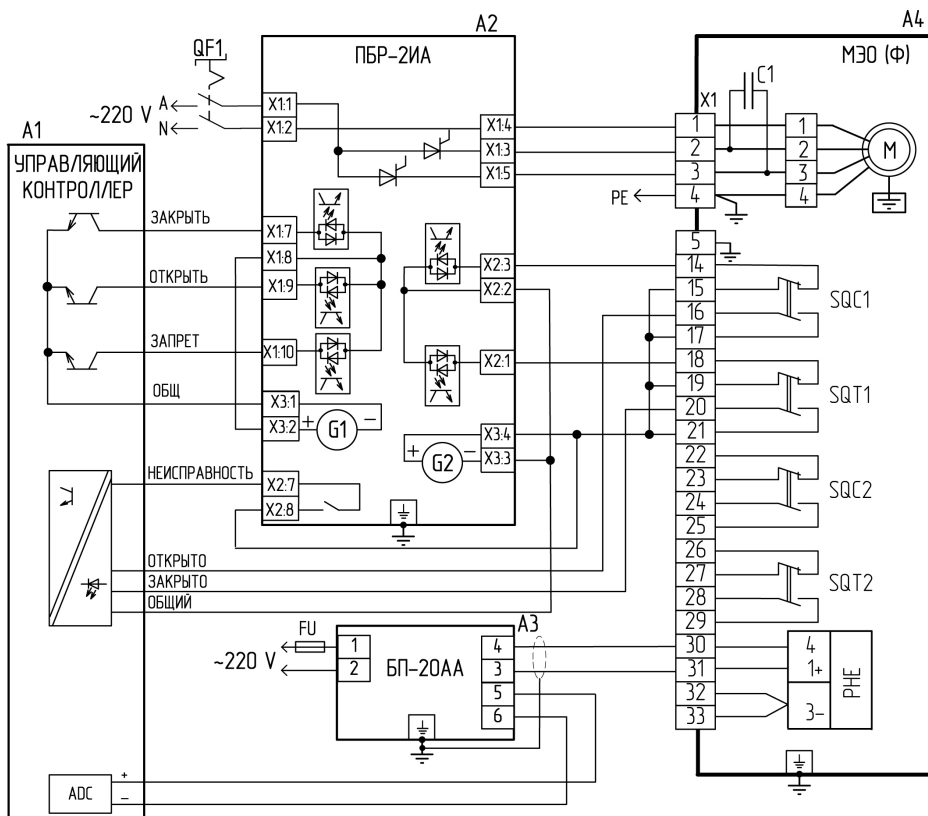 A1
УПРАВЛЯЮЩИЙ
КОНТРОЛЛЕР
ЗАКРЫТЬ
ОТКРЫТЬ
ЗАПРЕТ
ОБЩ
НЕИСПРАВНОСТЬ
ОТКРЫТО
ЗАКРЫТО
ОБЩИЙ
ADC
+
–
QF1
~220 V
A
N
A2
ПБР-2ИА
X1:1
X1:2
X1:7
X1:8
X1:9
X1:10
X3:1
X3:2
X2:7
X2:8
+ G1 –
X1:4
X1:3
X1:5
X2:3
X2:2
X2:1
X3:4
X3:3
+ G2 –
A3
FU
~220 V
БП-20АА
1
2
4
3
5
6
A4
МЭО (Ф)
X1
C1
PE
1
2
3
4
1
2
3
4
M
5
14
15
16
17
18
19
20
21
22
23
24
25
26
27
28
29
30
31
32
33
SQC1
SQT1
SQC2
SQT2
4
1+
3–
PHE